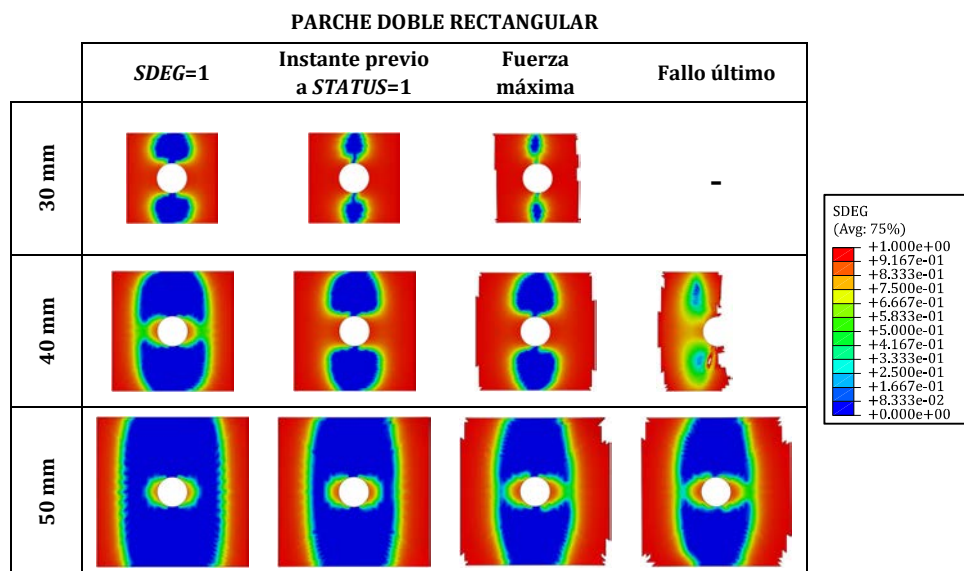 PARCHE DOBLE RECTANGULAR
SDEG=1
Instante previo
a STATUS=1
Fuerza
máxima
Fallo último
30 mm
-
40 mm
50 mm
SDEG
(Avg: 75%)
+1.000e+00
+9.167e-01
+8.333e-01
+7.500e-01
+6.667e-01
+5.833e-01
+5.000e-01
+4.167e-01
+3.333e-01
+2.500e-01
+1.667e-01
+8.333e-02
+0.000e+00